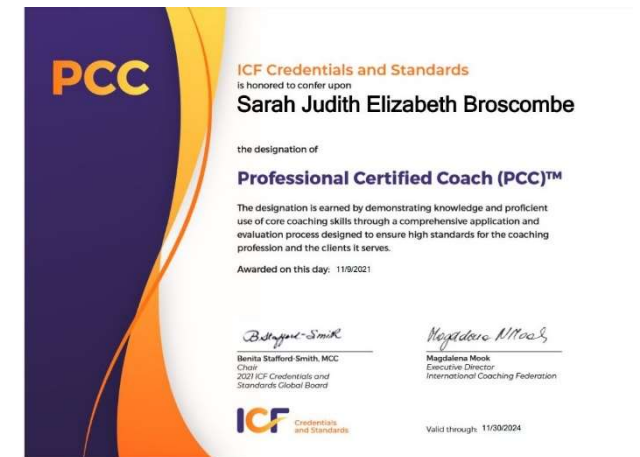 PCC
ICF Credentials and Standards
is honored to confer upon
Sarah Judith Elizabeth Broscombe
the designation of
Professional Certified Coach (PCC)™
The designation is earned by demonstrating knowledge and proficient
use of core coaching skills through a comprehensive application and
evaluation process designed to ensure high standards for the coaching
profession and the clients it serves.
Awarded on this day: 11/9/2021
B Stafford-Smith
Magdalena N Mook
Benita Stafford-Smith, MCC
Chair
2021 ICF Credentials and
Standards Global Board
Magdalena Mook
Executive Director
International Coaching Federation
ICF Credentials
and Standards
Valid through: 11/30/2024